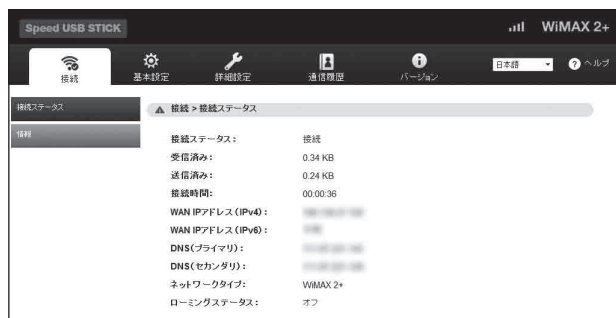 Speed USB STICK
WiMAX 2+
接続
基本設定
詳細設定
通信履歴
バージョン
日本語
? ヘルプ
接続ステータス
情報
接続 > 接続ステータス
接続ステータス: 接続
受信済み: 0.34 KB
送信済み: 0.24 KB
接続時間: 00:00:36
WAN IPアドレス (IPv4):
WAN IPアドレス (IPv6):
DNS(プライマリ):
DNS(セカンダリ):
ネットワークタイプ: WiMAX 2+
ローミングステータス: オフ